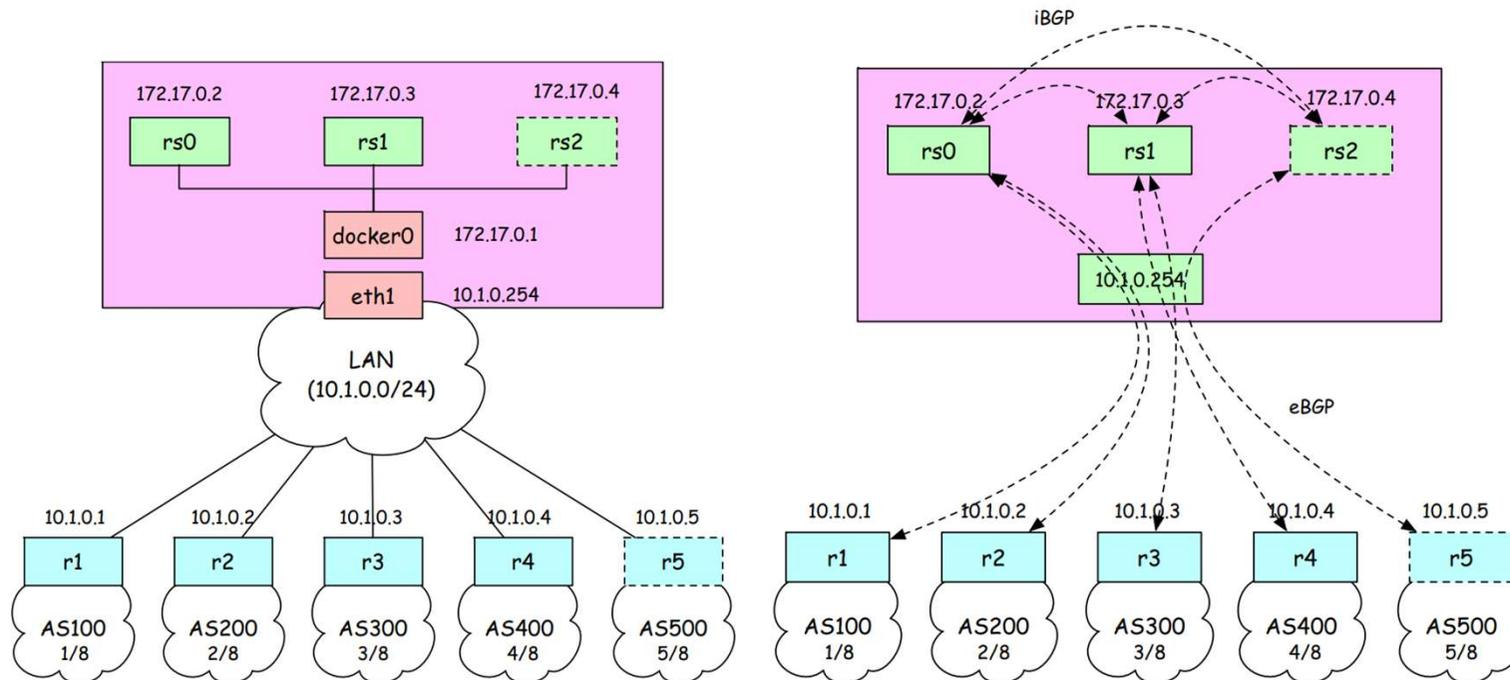 172.17.0.2
172.17.0.3
172.17.0.4
rs0
rs1
rs2
docker0
172.17.0.1
eth1
10.1.0.254
LAN
(10.1.0.0/24)
10.1.0.1
10.1.0.2
10.1.0.3
10.1.0.4
10.1.0.5
r1
r2
r3
r4
r5
AS100
1/8
AS200
2/8
AS300
3/8
AS400
4/8
AS500
5/8
iBGP
172.17.0.2
172.17.0.3
172.17.0.4
rs0
rs1
rs2
10.1.0.254
eBGP
10.1.0.1
10.1.0.2
10.1.0.3
10.1.0.4
10.1.0.5
r1
r2
r3
r4
r5
AS100
1/8
AS200
2/8
AS300
3/8
AS400
4/8
AS500
5/8